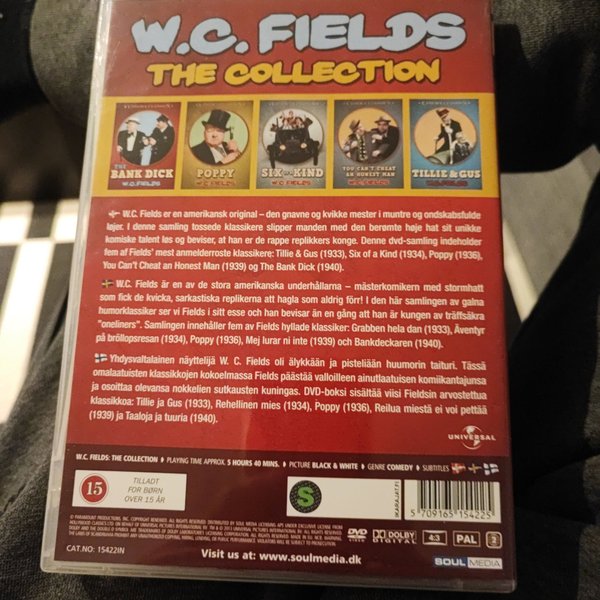 W.C. FIELDS
THE COLLECTION
THE
BANK DICK
W.C. FIELDS
POPPY
W.C. FIELDS
SIX OF A KIND
W.C. FIELDS
YOU CAN'T CHEAT
AN HONEST MAN
W.C. FIELDS
TILLIE & GUS
W.C. FIELDS
W.C. Fields er en amerikansk original – den gnavne og kvikke mester i muntre og ondskabsfulde
løjer. I denne samling tossede klassikere slipper manden med den berømte høje hat sit unikke
komiske talent løs og beviser, at han er de rappe replikkers konge. Denne dvd-samling indeholder
fem af Fields' mest anmelderroste klassikere: Tillie & Gus (1933), Six of a Kind (1934), Poppy (1936),
You Can't Cheat an Honest Man (1939) og The Bank Dick (1940).
W.C. Fields är en av de stora amerikanska underhållarna – mästerkomikern med stormhatt
som fick de kvicka, sarkastiska replikerna att hagla som aldrig förr! I den här samlingen av galna
humorklassiker ser vi Fields i sitt esse och han bevisar än en gång att han är kungen av träffsäkra
"oneliners". Samlingen innehåller fem av Fields hyllade klassiker: Grabben hela dan (1933), Äventyr
på bröllopsresan (1934), Poppy (1936), Mej lurar ni inte (1939) och Bankdeckaren (1940).
Yhdysvaltalainen näyttelijä W. C. Fields oli älykkään ja pisteliään huumorin taituri. Tässä
omalaatuisten klassikkojen kokoelmassa Fields päästää valloilleen ainutlaatuisen komiikantajunsa
ja osoittaa olevansa nokkelien sutkausten kuningas. DVD-boksi sisältää viisi Fieldsin arvostettua
klassikkoa: Tillie ja Gus (1933), Rehellinen mies (1934), Poppy (1936), Reilua miestä ei voi pettää
(1939) ja Taaloja ja tuuria (1940).
UNIVERSAL
W.C. FIELDS: THE COLLECTION ▸ PLAYING TIME APPROX. 5 HOURS 40 MINS. ▸ PICTURE BLACK & WHITE ▸ GENRE COMEDY ▸ SUBTITLES
15
TILLADT
FOR BØRN
OVER 15 ÅR
S
IKARAJAT.FI
5 709165 154225
DVD VIDEO
DOLBY
DIGITAL
4:3
PAL
2
CAT.NO: 15422IN
Visit us at: www.soulmedia.dk
SOUL MEDIA